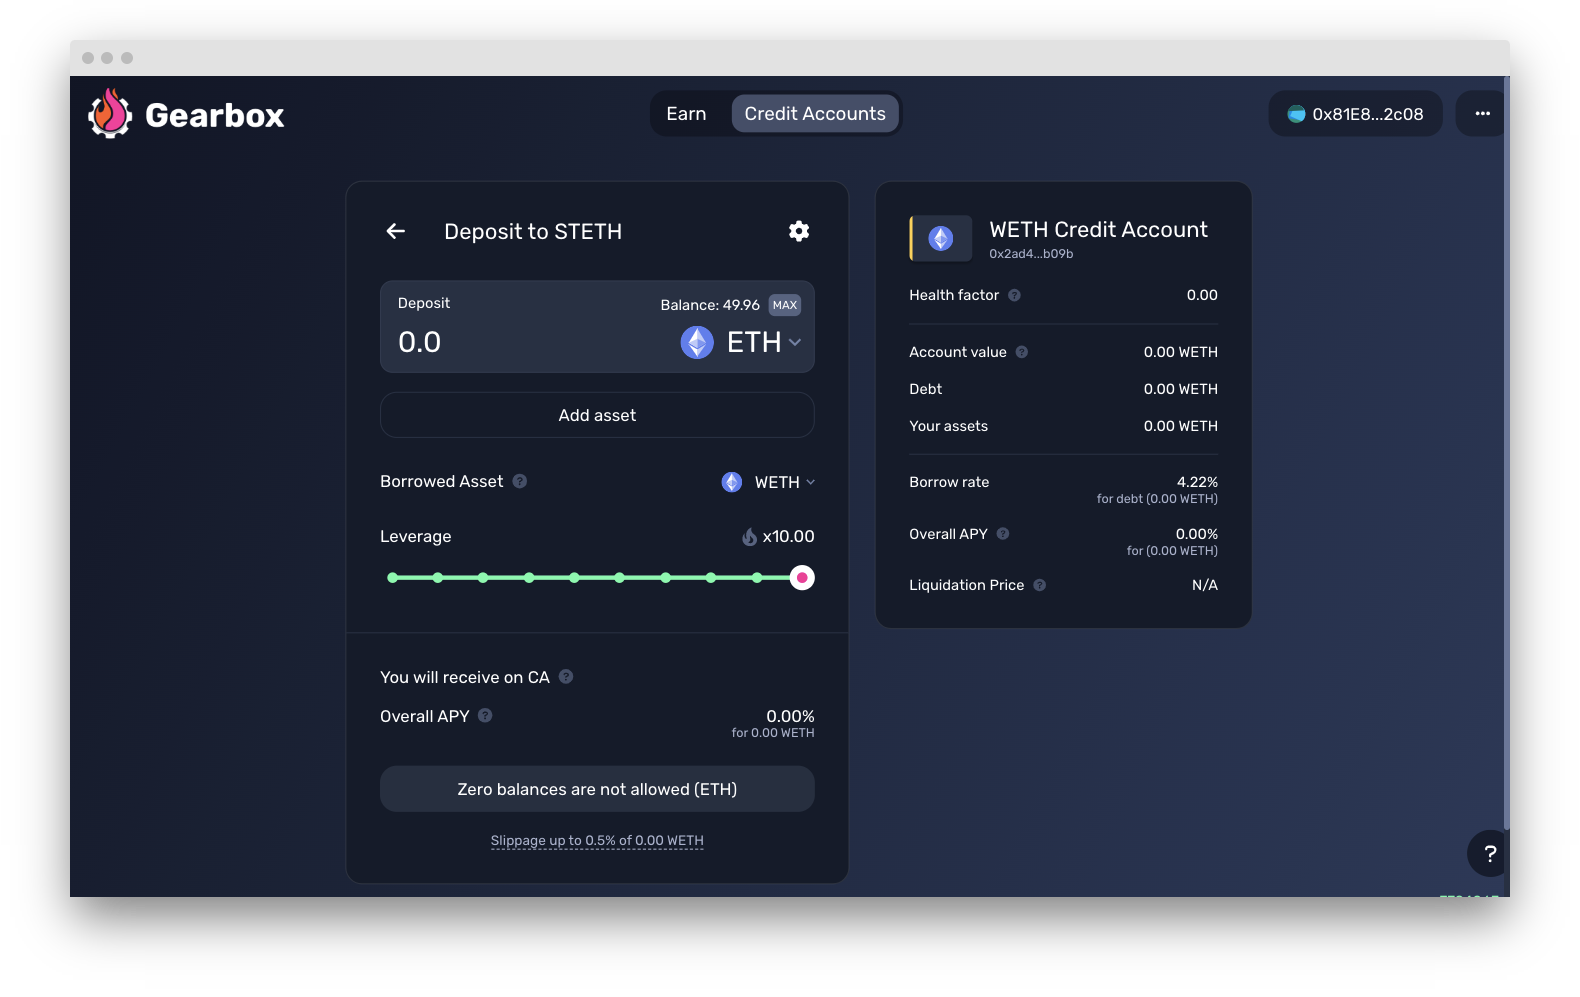 Gearbox
Earn
Credit Accounts
0x81E8...2c08
Deposit to STETH
Deposit
Balance: 49.96 MAX
0.0
ETH
Add asset
Borrowed Asset ?
WETH
Leverage
x10.00
You will receive on CA ?
Overall APY ?
0.00%
for 0.00 WETH
Zero balances are not allowed (ETH)
Slippage up to 0.5% of 0.00 WETH
WETH Credit Account
0x2ad4...b09b
Health factor ?
0.00
Account value ?
0.00 WETH
Debt
0.00 WETH
Your assets
0.00 WETH
Borrow rate
4.22%
for debt (0.00 WETH)
Overall APY ?
0.00%
for (0.00 WETH)
Liquidation Price ?
N/A
?